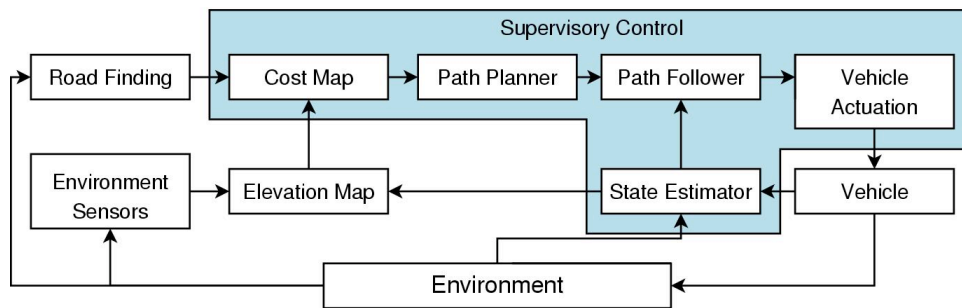 Supervisory Control
Road Finding
Cost Map
Path Planner
Path Follower
Vehicle
Actuation
Environment
Sensors
Elevation Map
State Estimator
Vehicle
Environment